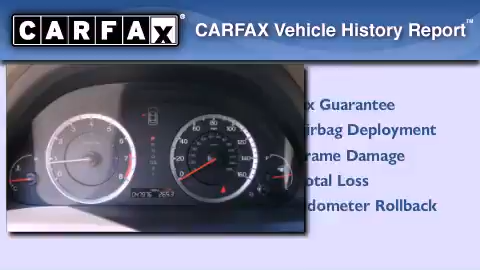 CARFAX
CARFAX Vehicle History Report™
x Guarantee
irbag Deployment
rame Damage
otal Loss
dometer Rollback